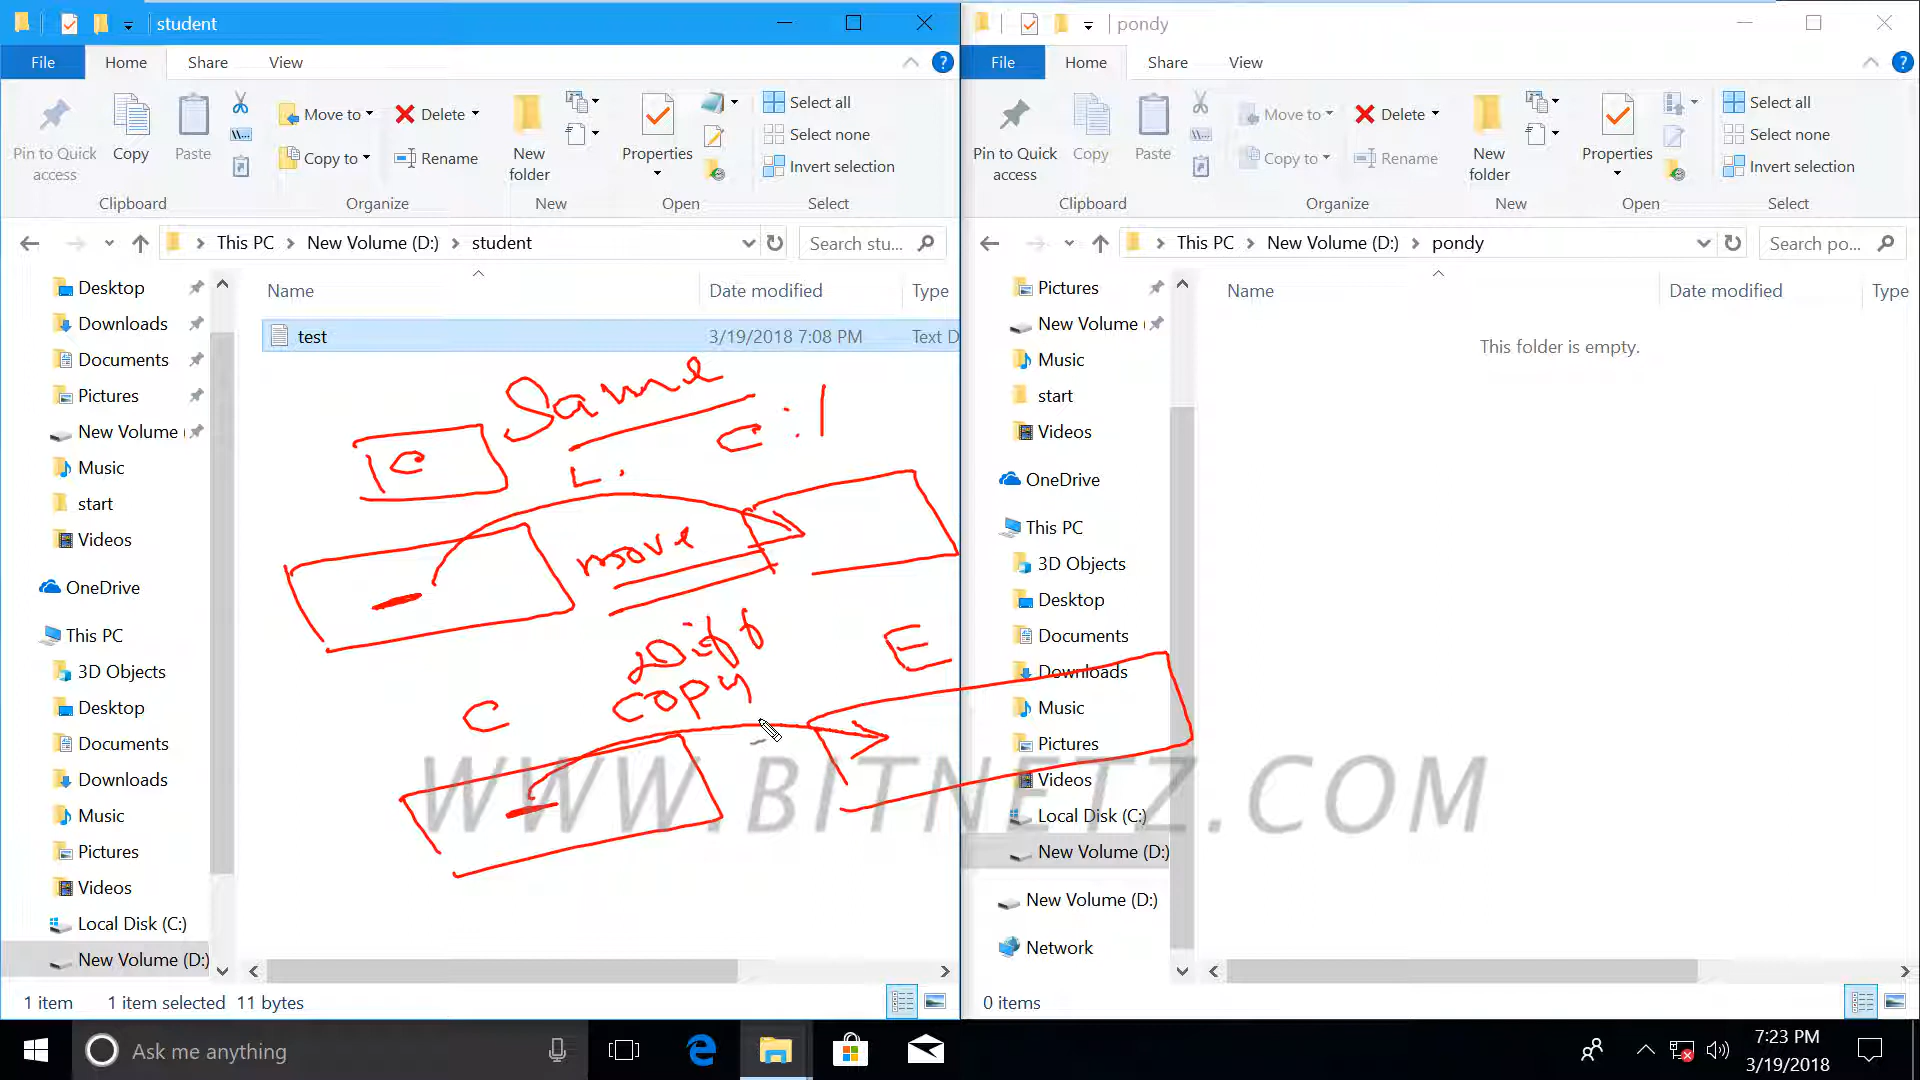 student
File
Home
Share
View
Pin to Quick access
Copy
Paste
Move to
Copy to
Delete
Rename
New folder
Properties
Select all
Select none
Invert selection
Clipboard
Organize
New
Open
Select
This PC > New Volume (D:) > student
Search stu...
Name
Date modified
Type
test
3/19/2018 7:08 PM
Text D
Desktop
Downloads
Documents
Pictures
New Volume (
Music
start
Videos
OneDrive
This PC
3D Objects
Desktop
Documents
Downloads
Music
Pictures
Videos
Local Disk (C:)
New Volume (D:)
1 item
1 item selected
11 bytes
Same
C
C:\
move
Diff
copy
C
E
WWW.BITNETZ.COM
pondy
File
Home
Share
View
Pin to Quick access
Copy
Paste
Move to
Copy to
Delete
Rename
New folder
Properties
Select all
Select none
Invert selection
Clipboard
Organize
New
Open
Select
This PC > New Volume (D:) > pondy
Search po...
Name
Date modified
Type
This folder is empty.
Pictures
New Volume (
Music
start
Videos
OneDrive
This PC
3D Objects
Desktop
Documents
Downloads
Music
Pictures
Videos
Local Disk (C:)
New Volume (D:)
New Volume (D:)
Network
0 items
Ask me anything
7:23 PM
3/19/2018